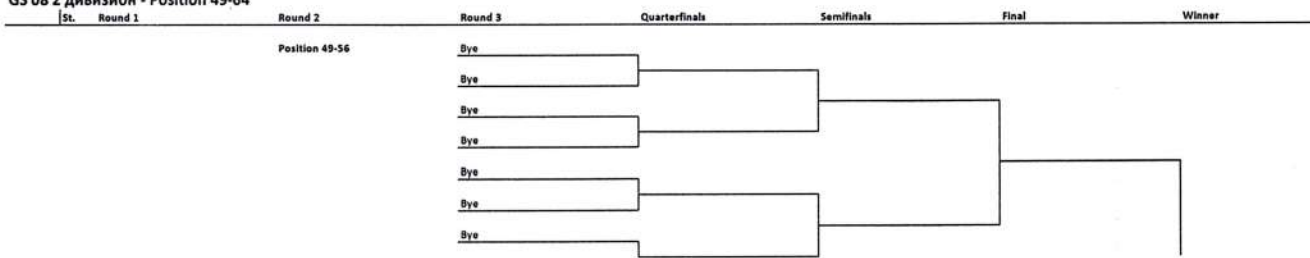 GS U8 2 дивизион - Position 49-64
St. Round 1 Round 2 Round 3 Quarterfinals Semifinals Final Winner
Position 49-56 Bye
Bye
Bye
Bye
Bye
Bye
Bye